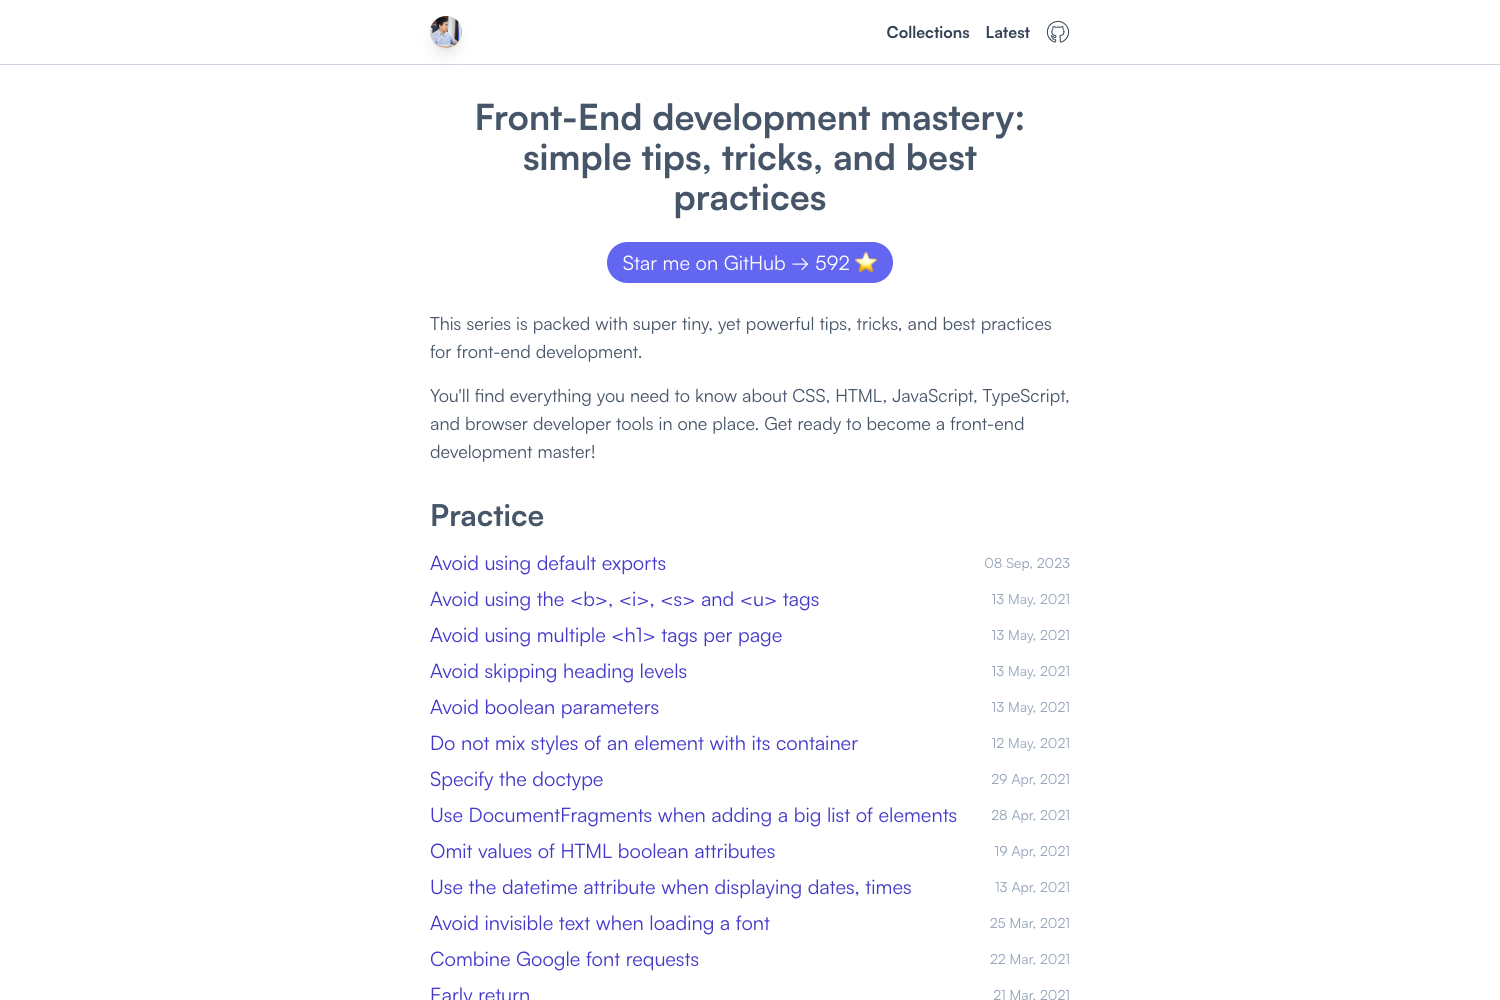 Collections Latest
Front-End development mastery:
simple tips, tricks, and best
practices
Star me on GitHub → 592 ⭐
This series is packed with super tiny, yet powerful tips, tricks, and best practices
for front-end development.
You'll find everything you need to know about CSS, HTML, JavaScript, TypeScript,
and browser developer tools in one place. Get ready to become a front-end
development master!
Practice
Avoid using default exports 08 Sep, 2023
Avoid using the <b>, <i>, <s> and <u> tags 13 May, 2021
Avoid using multiple <h1> tags per page 13 May, 2021
Avoid skipping heading levels 13 May, 2021
Avoid boolean parameters 13 May, 2021
Do not mix styles of an element with its container 12 May, 2021
Specify the doctype 29 Apr, 2021
Use DocumentFragments when adding a big list of elements 28 Apr, 2021
Omit values of HTML boolean attributes 19 Apr, 2021
Use the datetime attribute when displaying dates, times 13 Apr, 2021
Avoid invisible text when loading a font 25 Mar, 2021
Combine Google font requests 22 Mar, 2021
Early return 21 Mar, 2021